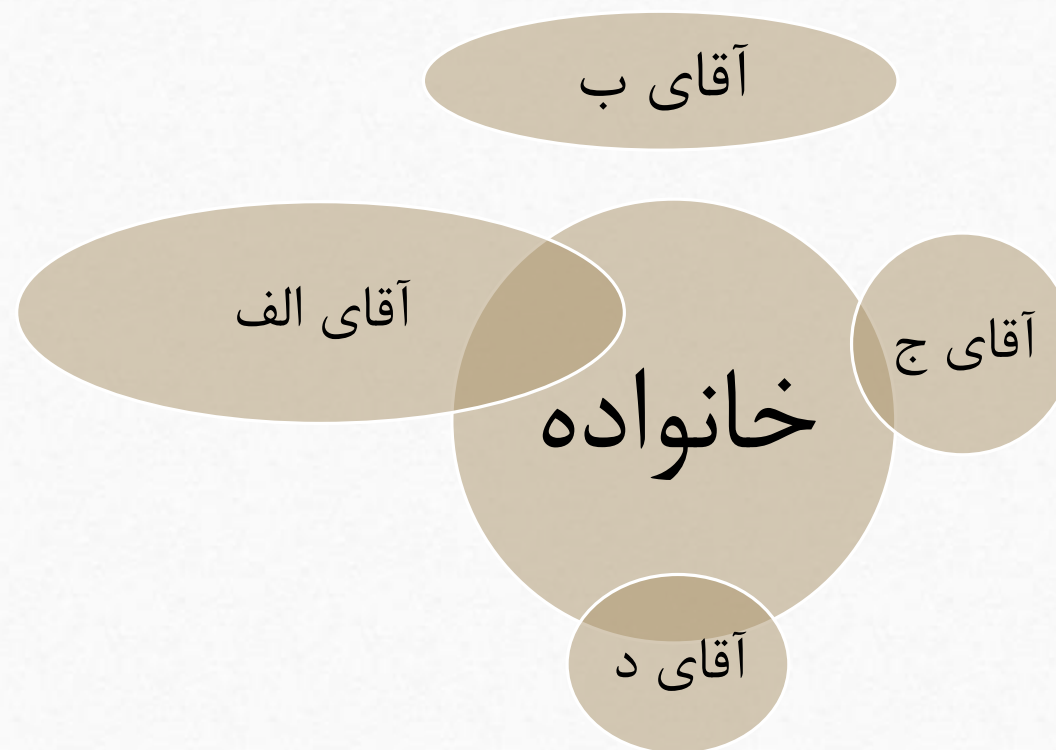 آقای ب
آقای الف
خانواده
آقای ج
آقای د